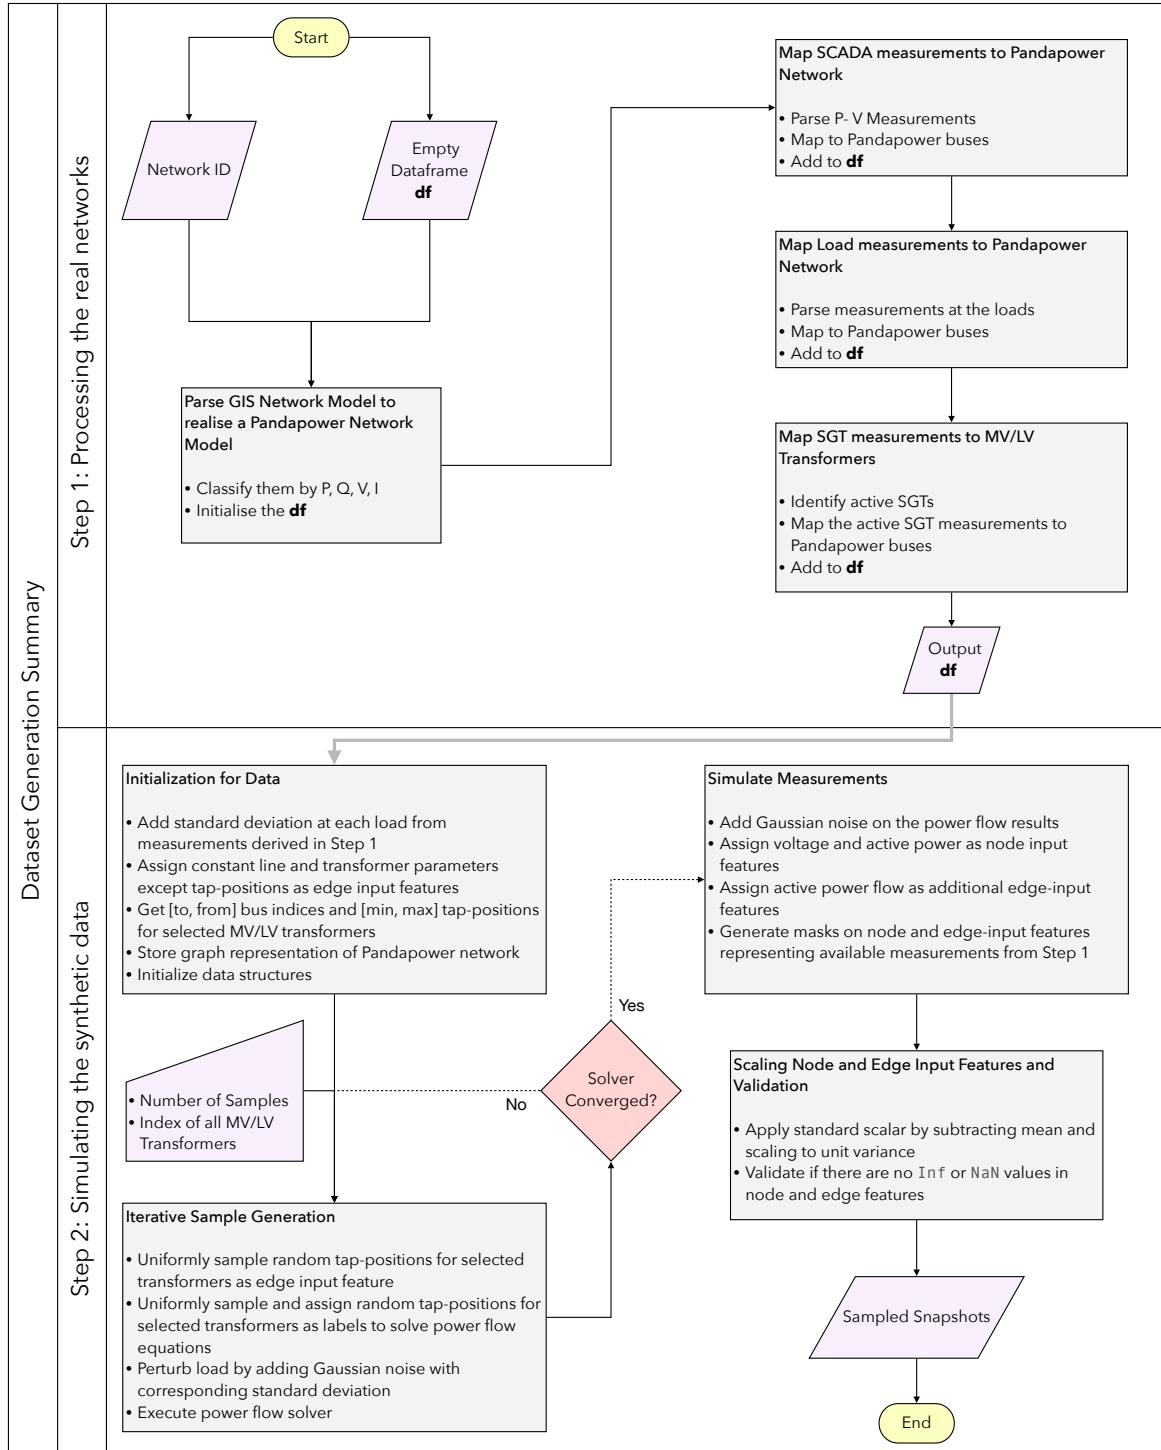 Dataset Generation Summary
Step 1: Processing the real networks
Start
Network ID
Empty
Dataframe
df
Parse GIS Network Model to
realise a Pandapower Network
Model
• Classify them by P, Q, V, I
• Initialise the df
Map SCADA measurements to Pandapower
Network
• Parse P- V Measurements
• Map to Pandapower buses
• Add to df
Map Load measurements to Pandapower
Network
• Parse measurements at the loads
• Map to Pandapower buses
• Add to df
Map SGT measurements to MV/LV
Transformers
• Identify active SGTs
• Map the active SGT measurements to
Pandapower buses
• Add to df
Output
df
Step 2: Simulating the synthetic data
Initialization for Data
• Add standard deviation at each load from
measurements derived in Step 1
• Assign constant line and transformer parameters
except tap-positions as edge input features
• Get [to, from] bus indices and [min, max] tap-positions
for selected MV/LV transformers
• Store graph representation of Pandapower network
• Initialize data structures
• Number of Samples
• Index of all MV/LV
Transformers
Iterative Sample Generation
• Uniformly sample random tap-positions for selected
transformers as edge input feature
• Uniformly sample and assign random tap-positions for
selected transformers as labels to solve power flow
equations
• Perturb load by adding Gaussian noise with
corresponding standard deviation
• Execute power flow solver
Solver
Converged?
No
Yes
Simulate Measurements
• Add Gaussian noise on the power flow results
• Assign voltage and active power as node input
features
• Assign active power flow as additional edge-input
features
• Generate masks on node and edge-input features
representing available measurements from Step 1
Scaling Node and Edge Input Features and
Validation
• Apply standard scalar by subtracting mean and
scaling to unit variance
• Validate if there are no Inf or NaN values in
node and edge features
Sampled Snapshots
End